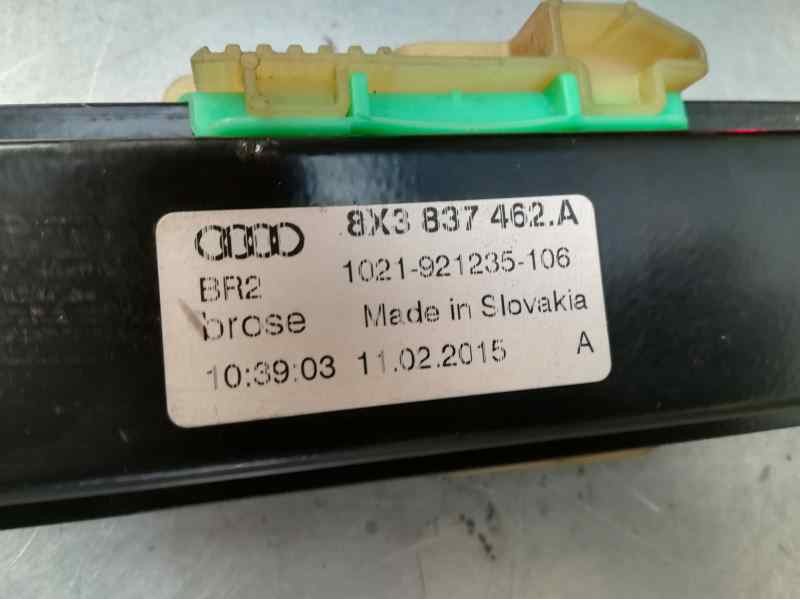 8X3 837 462.A
BR2 1021-921235-106
brose Made in Slovakia
10:39:03 11.02.2015 A